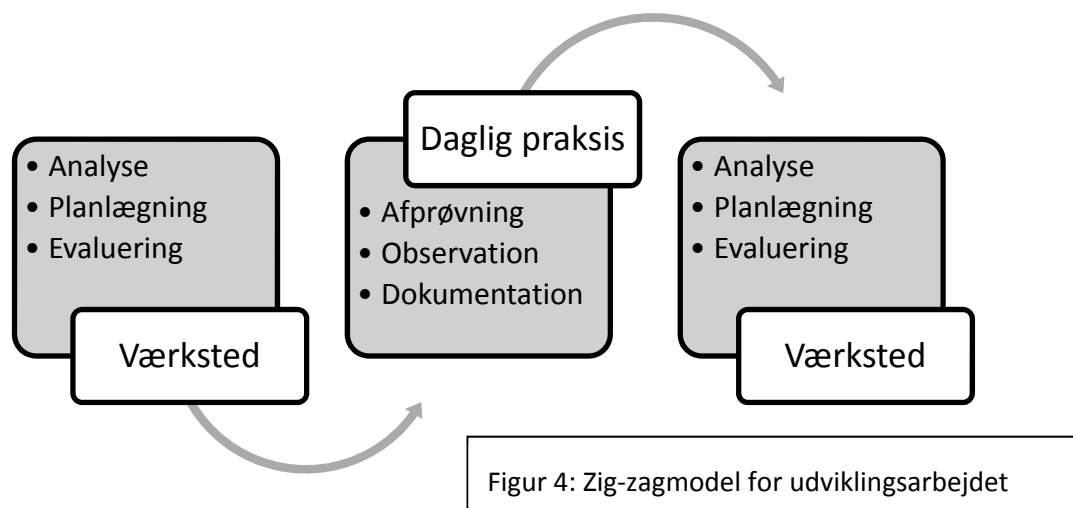 • Analyse
• Planlægning
• Evaluering
Værksted
Daglig praksis
• Afprøvning
• Observation
• Dokumentation
• Analyse
• Planlægning
• Evaluering
Værksted
Figur 4: Zig-zagmodel for udviklingsarbejdet